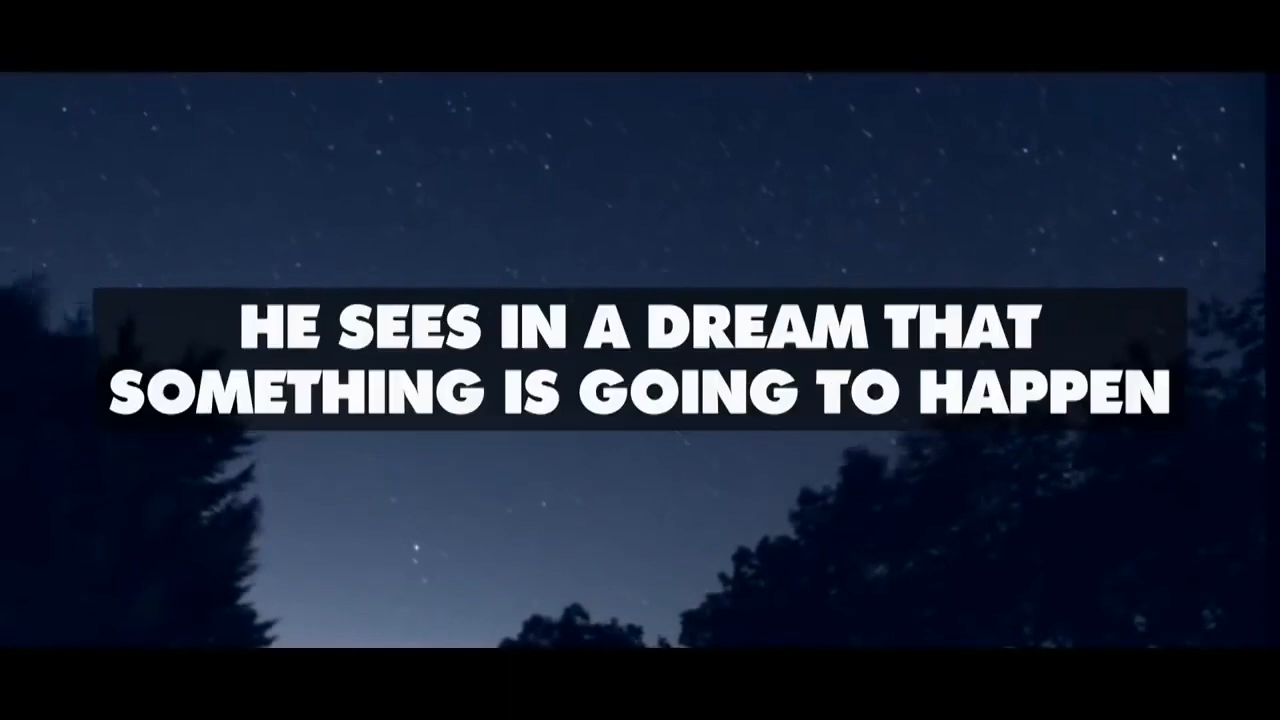 HE SEES IN A DREAM THAT
SOMETHING IS GOING TO HAPPEN